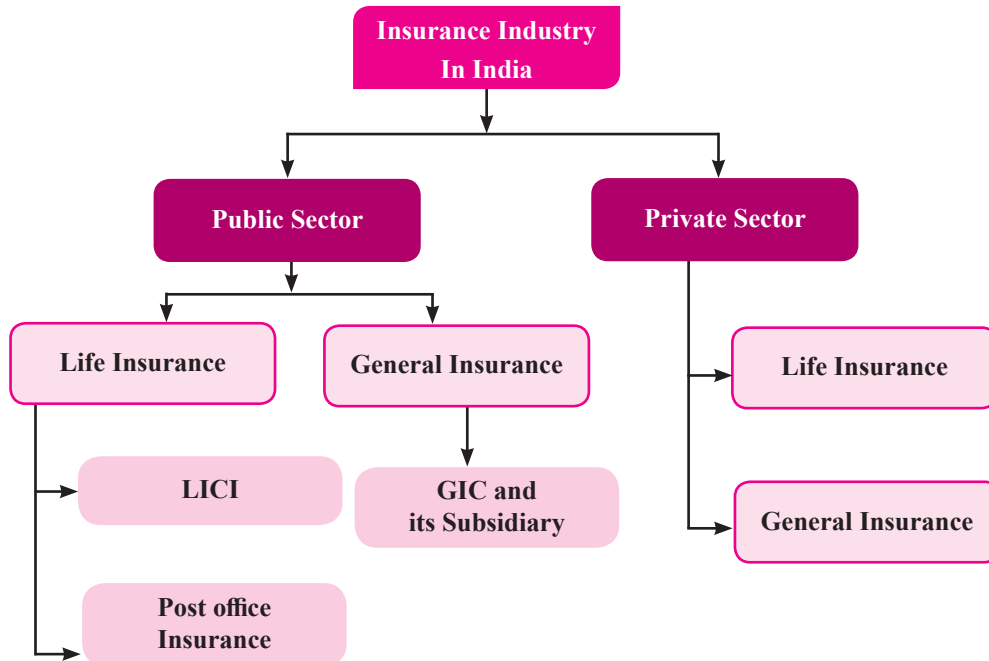 Insurance Industry
In India
Public Sector
Private Sector
Life Insurance
General Insurance
Life Insurance
LICI
GIC and
its Subsidiary
General Insurance
Post office
Insurance